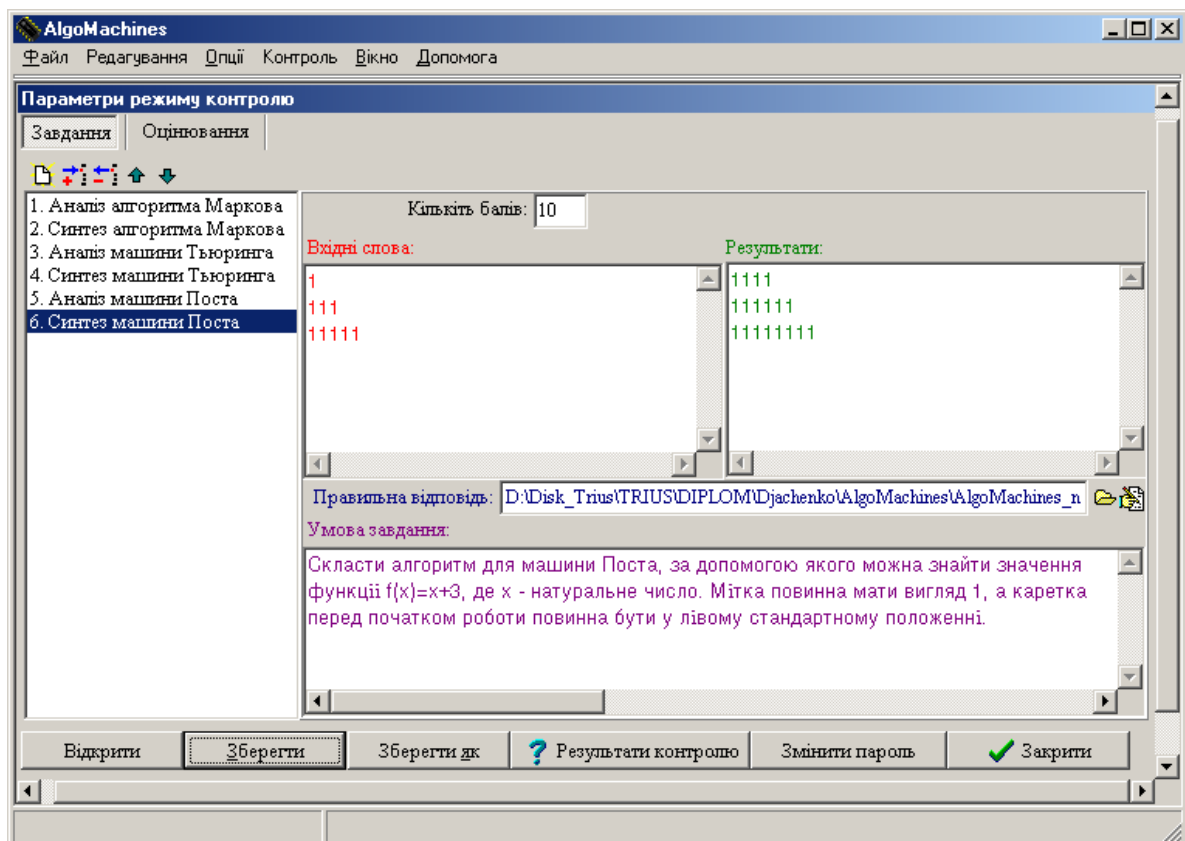 AlgoMachines
Файл Редагування Опції Контроль Вікно Допомога
Параметри режиму контролю
Завдання Оцінювання
1. Аналіз алгоритма Маркова
2. Синтез алгоритма Маркова
3. Аналіз машини Тьюринга
4. Синтез машини Тьюринга
5. Аналіз машини Поста
6. Синтез машини Поста
Кількіть балів: 10
Вхідні слова:
1
111
11111
Результати:
1111
111111
11111111
Правильна відповідь: D:\Disk_Trius\TRIUS\DIPLOM\Djachenko\AlgoMachines\AlgoMachines_n
Умова завдання:
Скласти алгоритм для машини Поста, за допомогою якого можна знайти значення
функції f(x)=x+3, де x - натуральне число. Мітка повинна мати вигляд 1, а каретка
перед початком роботи повинна бути у лівому стандартному положенні.
Відкрити Зберегти Зберегти як ? Результати контролю Змінити пароль Закрити